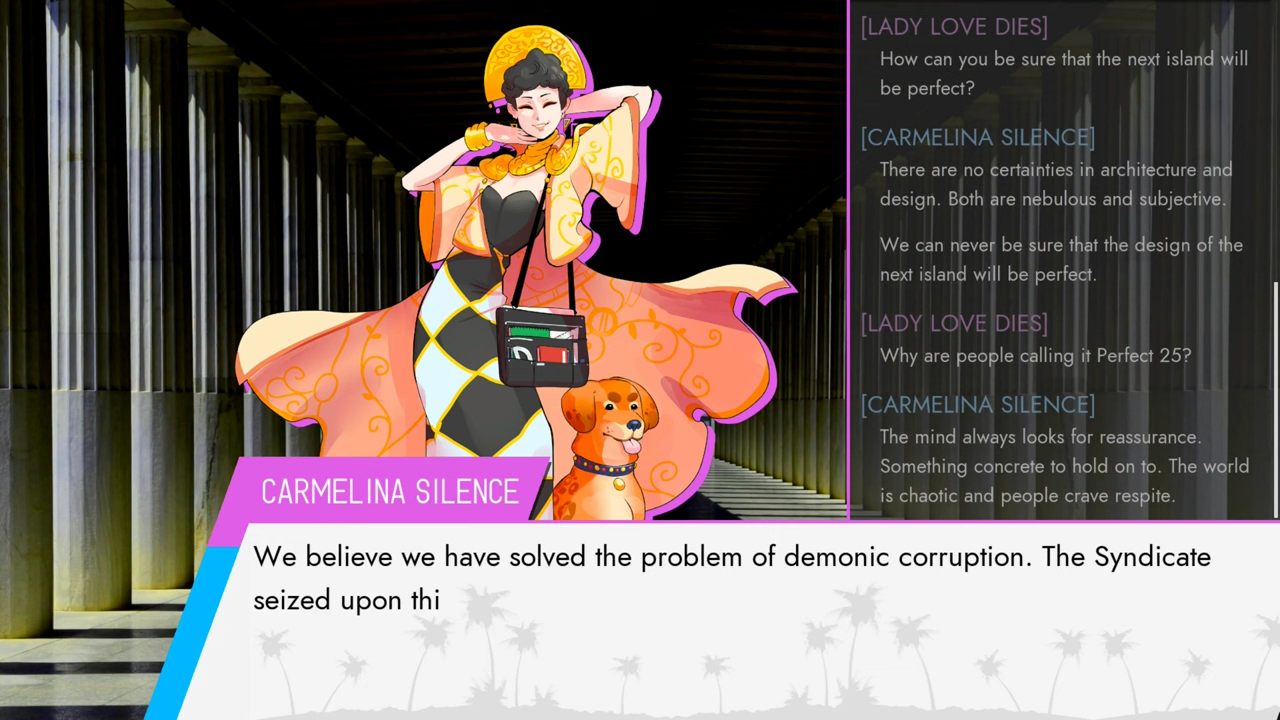 [LADY LOVE DIES]
How can you be sure that the next island will
be perfect?
[CARMELINA SILENCE]
There are no certainties in architecture and
design. Both are nebulous and subjective.
We can never be sure that the design of the
next island will be perfect.
[LADY LOVE DIES]
Why are people calling it Perfect 25?
[CARMELINA SILENCE]
The mind always looks for reassurance.
Something concrete to hold on to. The world
is chaotic and people crave respite.
CARMELINA SILENCE
We believe we have solved the problem of demonic corruption. The Syndicate
seized upon thi